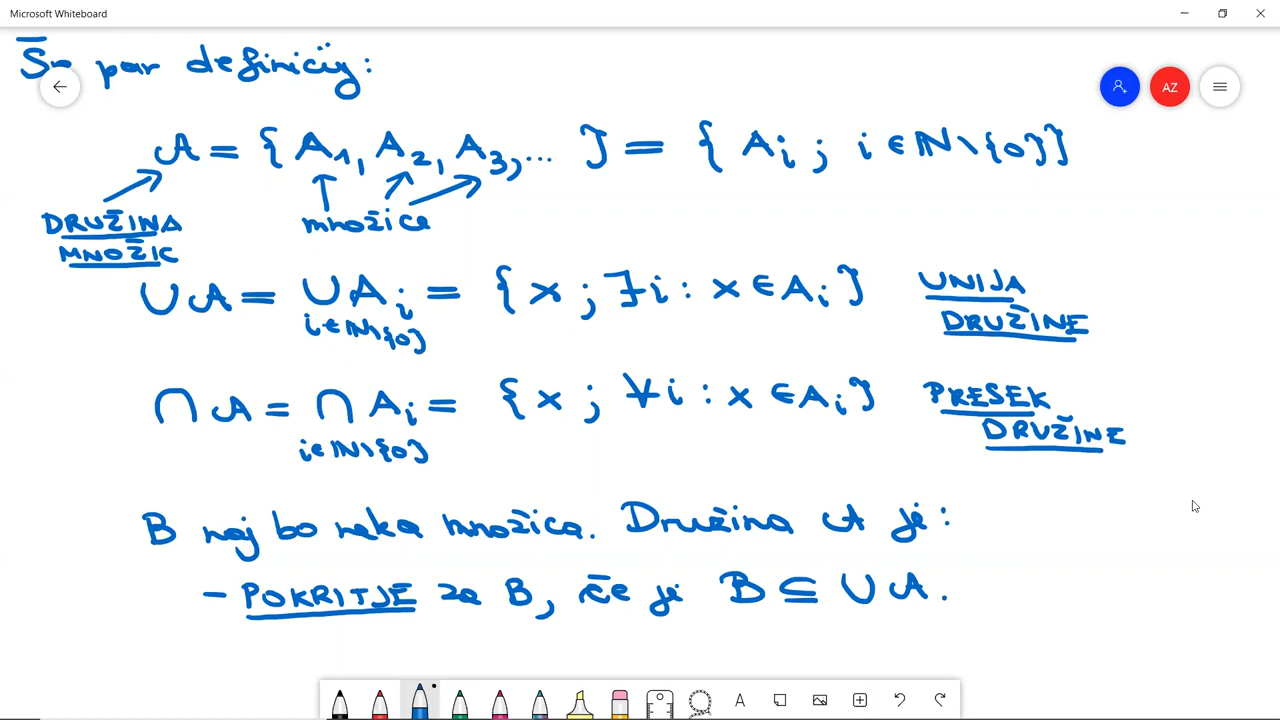 Microsoft Whiteboard
Še par definicij:
AZ
𝒜 = { A₁, A₂, A₃, ... } = { Aᵢ ; i ∈ ℕ \ {0} }
DRUŽINA MNOŽIC
množice
∪ 𝒜 = ∪ Aᵢ = { x ; ∃ i : x ∈ Aᵢ }
i ∈ ℕ \ {0}
UNIJA DRUŽINE
∩ 𝒜 = ∩ Aᵢ = { x ; ∀ i : x ∈ Aᵢ }
i ∈ ℕ \ {0}
PRESEK DRUŽINE
B naj bo neka množica. Družina 𝒜 je:
- POKRITJE za B, če je B ⊆ ∪ 𝒜.
A